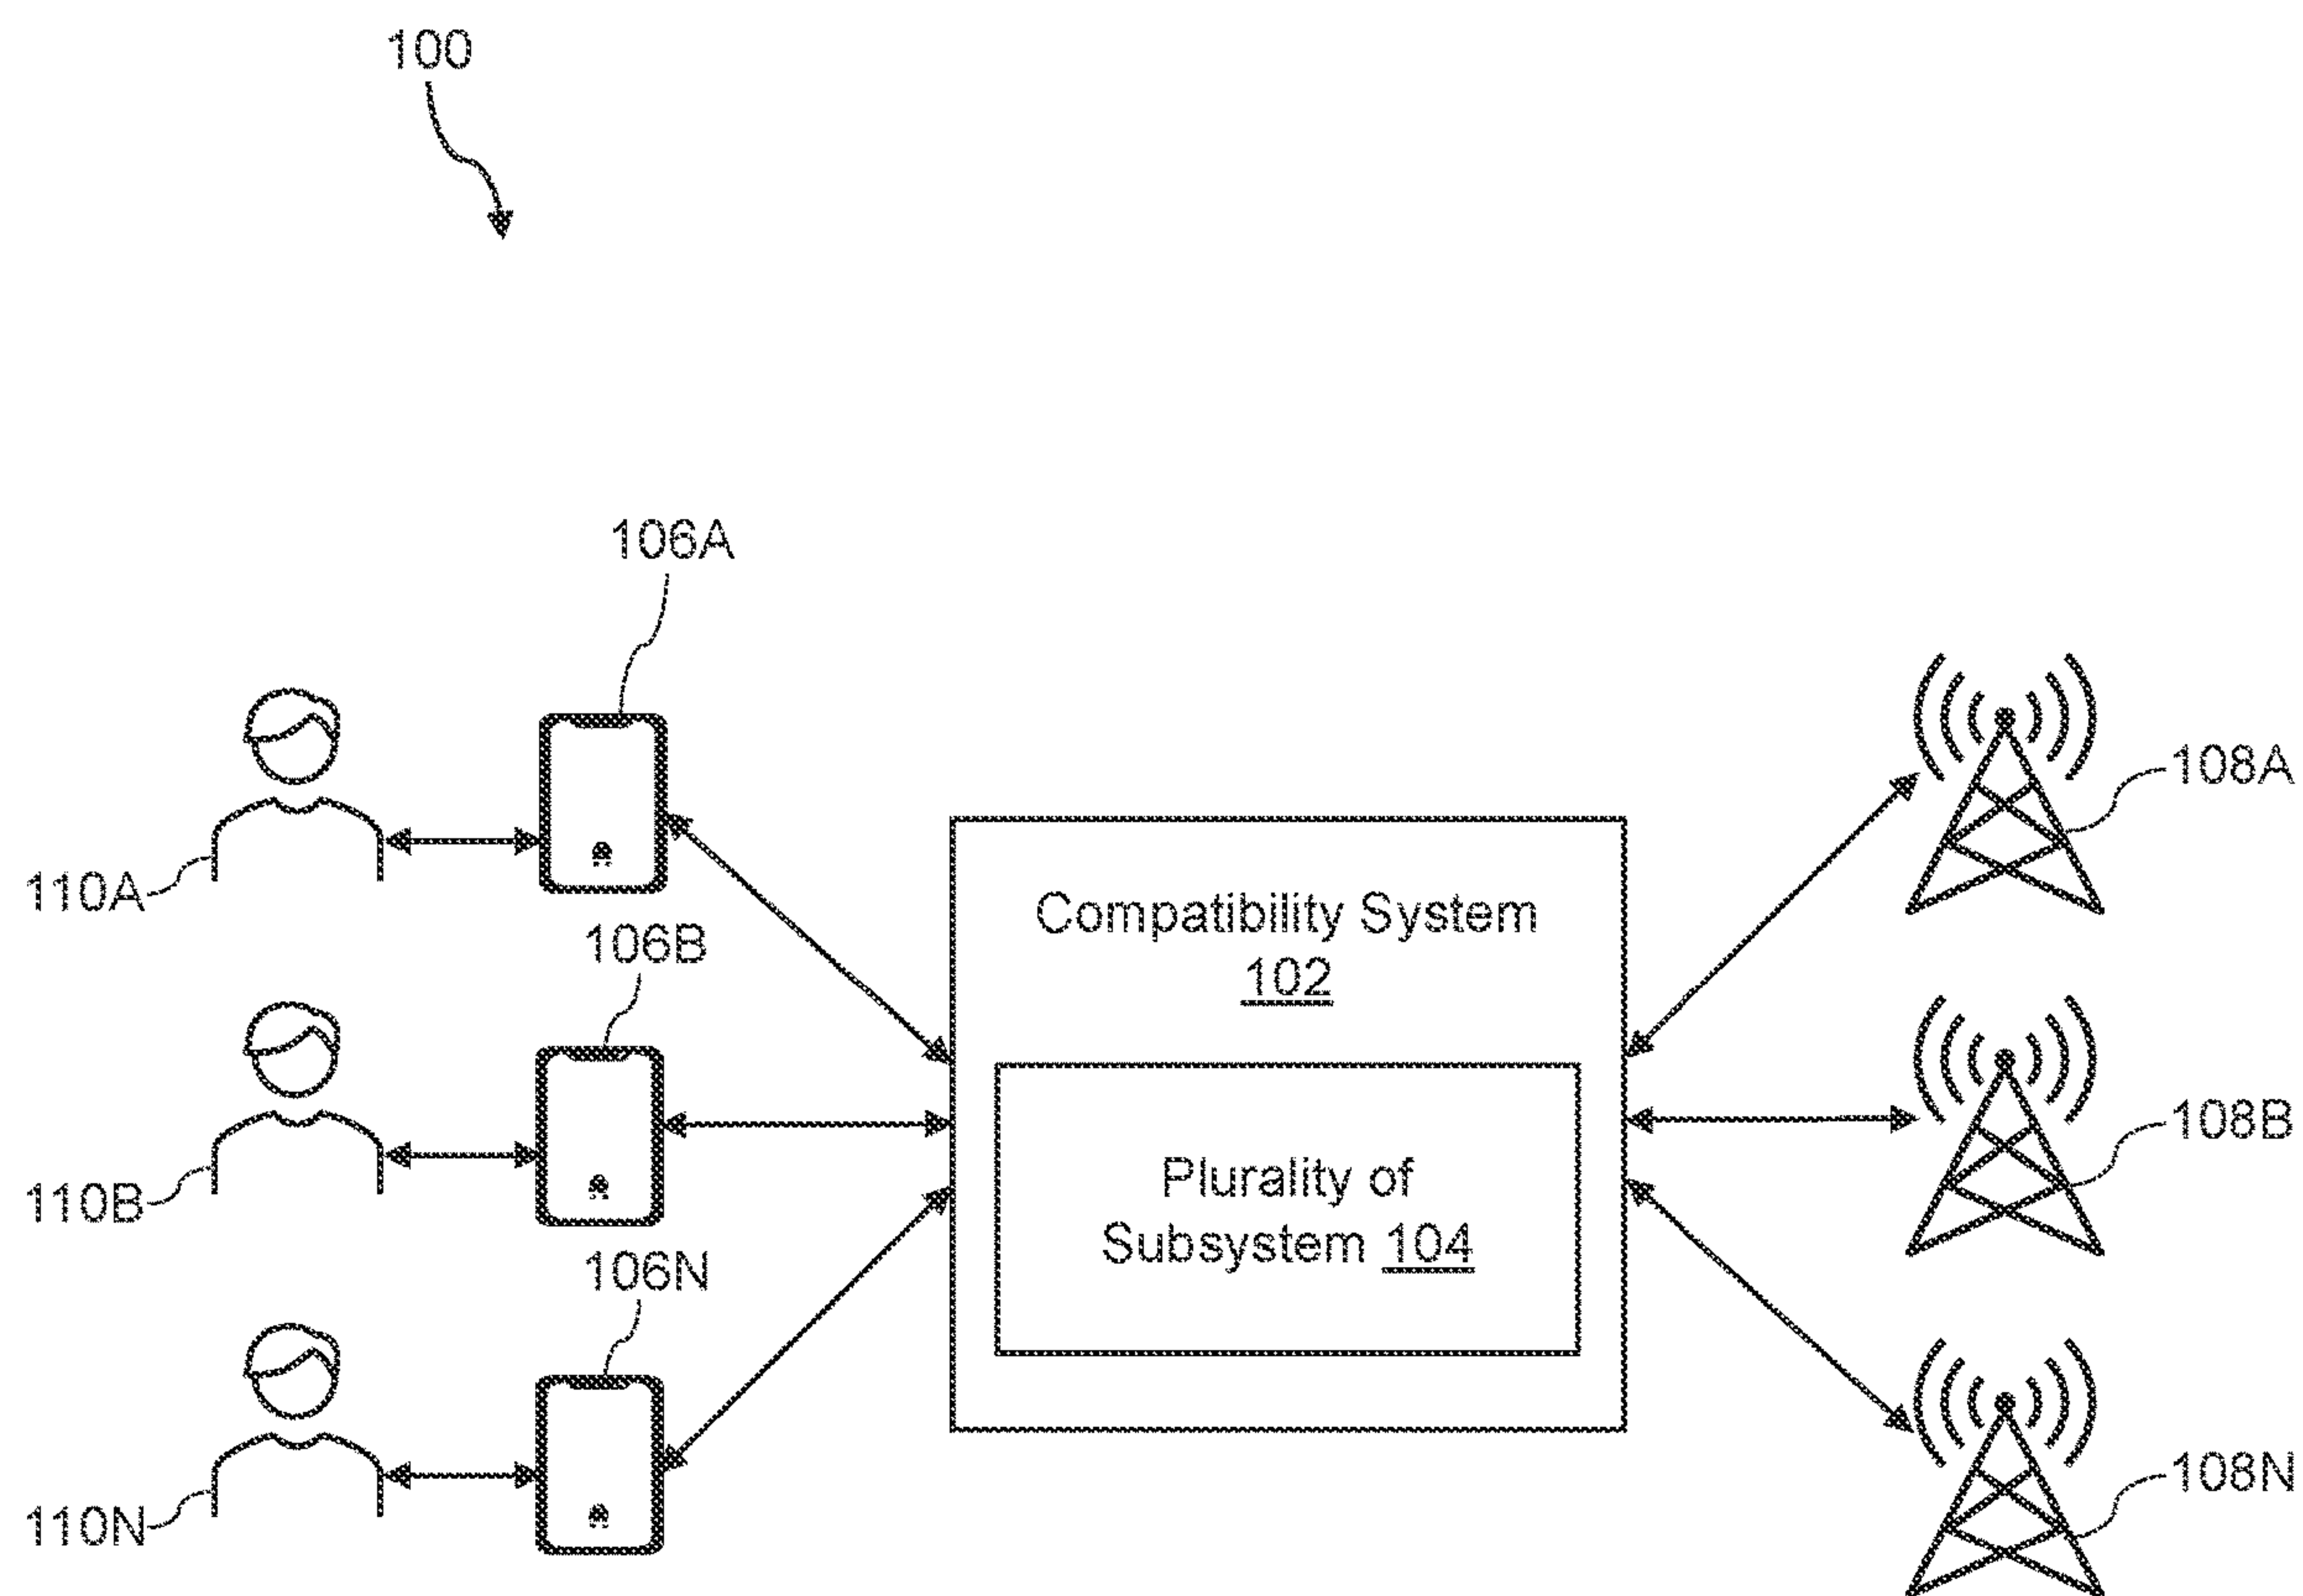 100
106A
108A
110A
Compatibility System
102
106B
108B
Plurality of
Subsystem 104
110B
106N
108N
110N